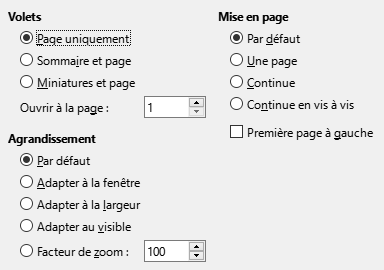 Volets
Page uniquement
Sommaire et page
Miniatures et page
Ouvrir à la page :
1
Agrandissement
Par défaut
Adapter à la fenêtre
Adapter à la largeur
Adapter au visible
Facteur de zoom :
100
Mise en page
Par défaut
Une page
Continue
Continue en vis à vis
Première page à gauche